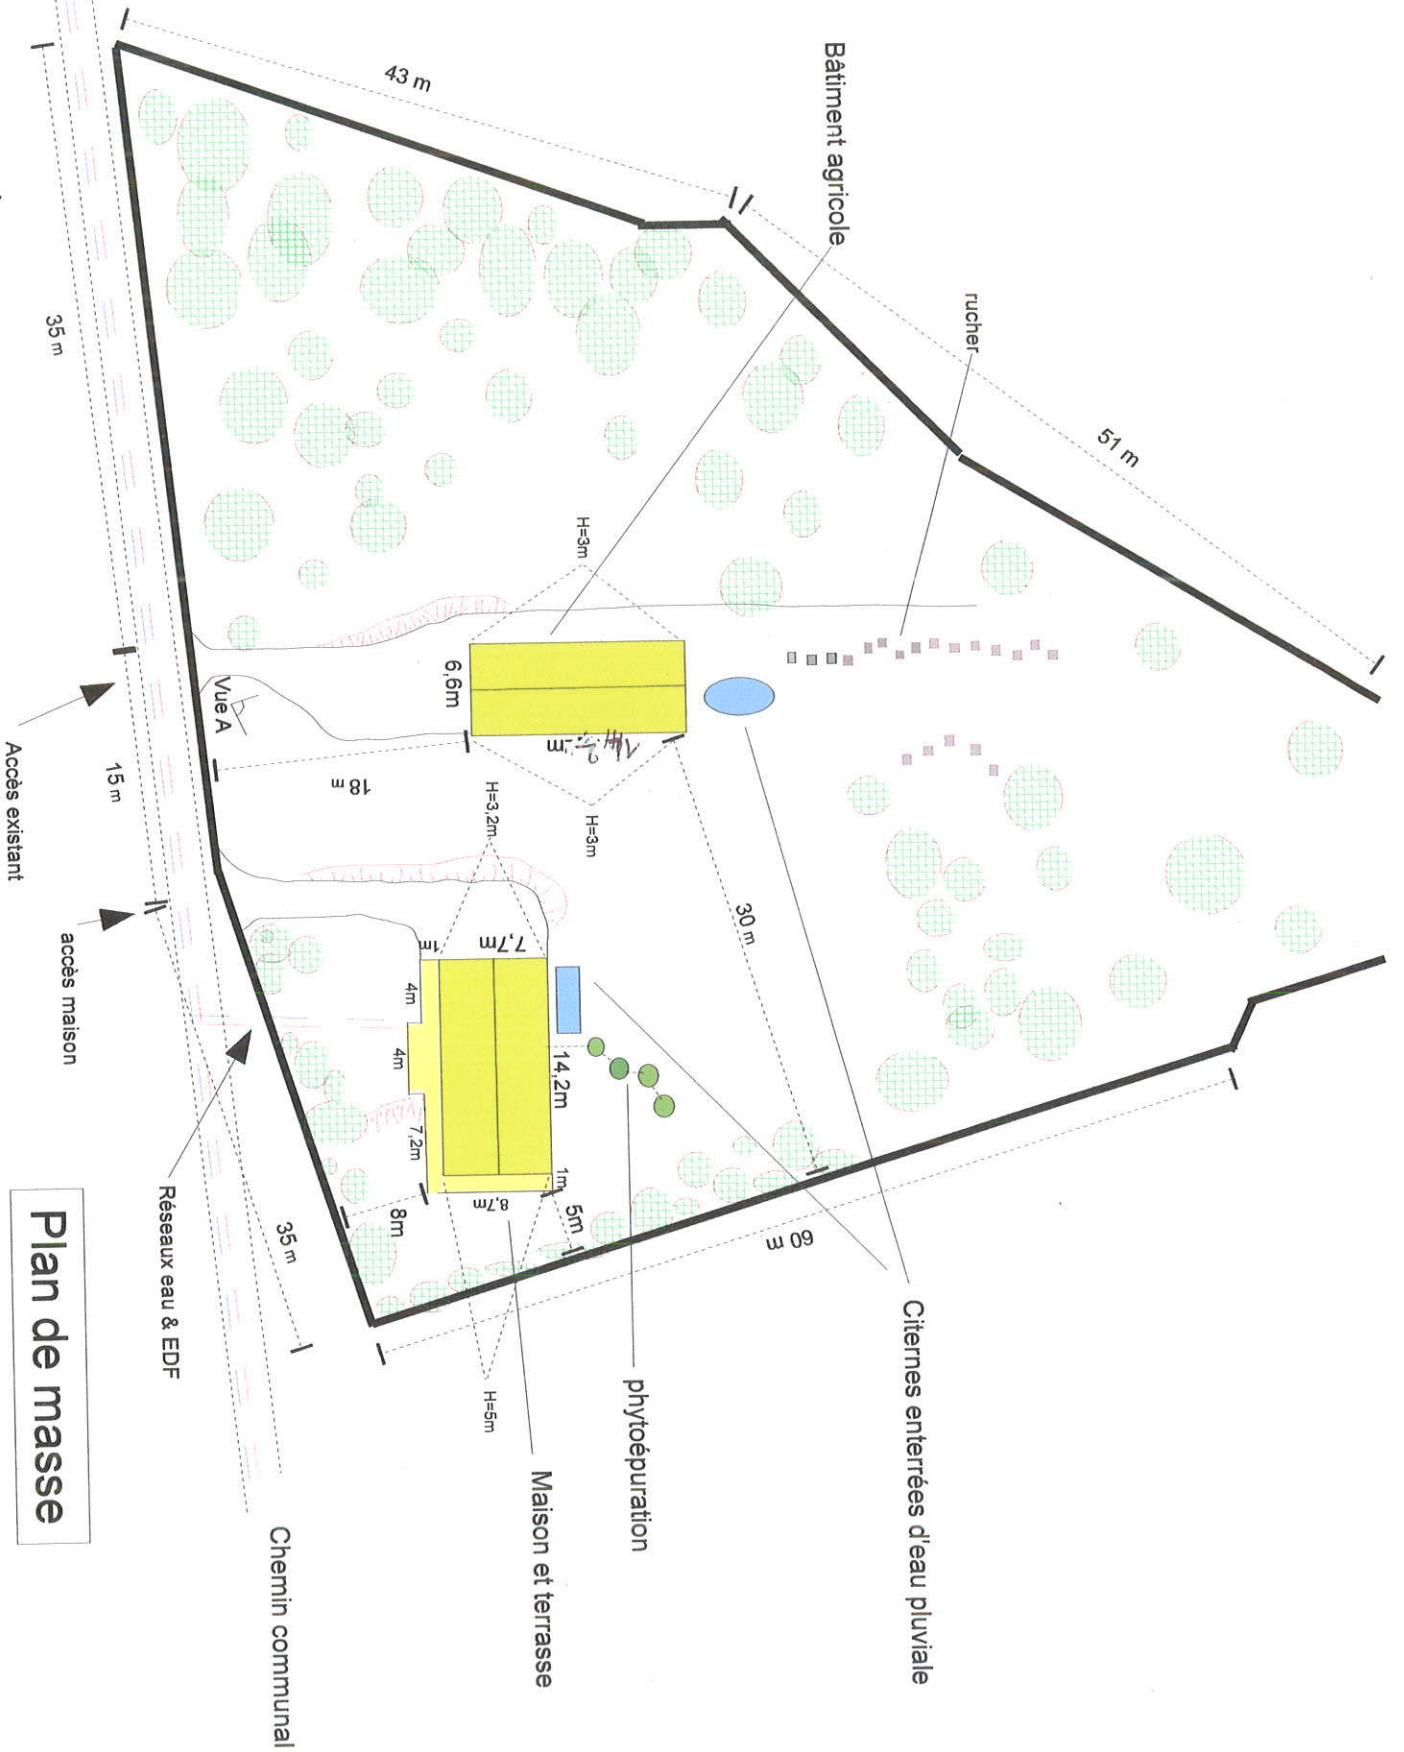 43 m
Bâtiment agricole
rucher
51 m
35 m
H=3m
6,6m
Vue A
18 m
H=3m
Accès existant
15 m
H=3,2m
30 m
accès maison
1m
7,7m
4m
4m
7,2m
14,2m
1m
8,7m
5m
8m
60 m
35 m
Réseaux eau & EDF
H=5m
Citernes enterrées d'eau pluviale
phytoépuration
Maison et terrasse
Chemin communal
Plan de masse